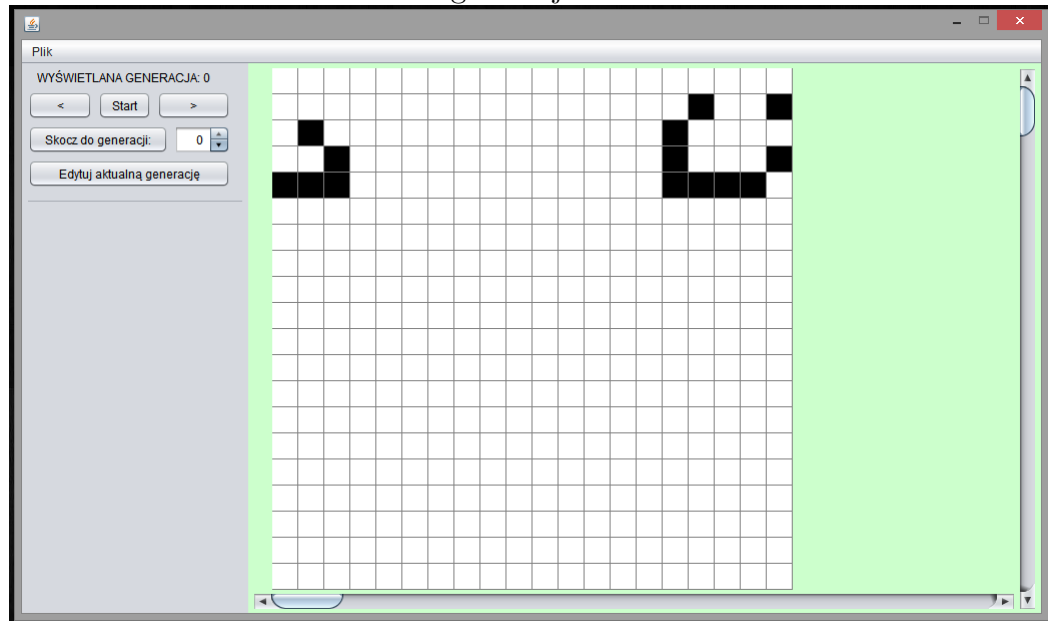 Plik
WYŚWIETLANA GENERACJA: 0
< Start >
Skocz do generacji: 0
Edytuj aktualną generację